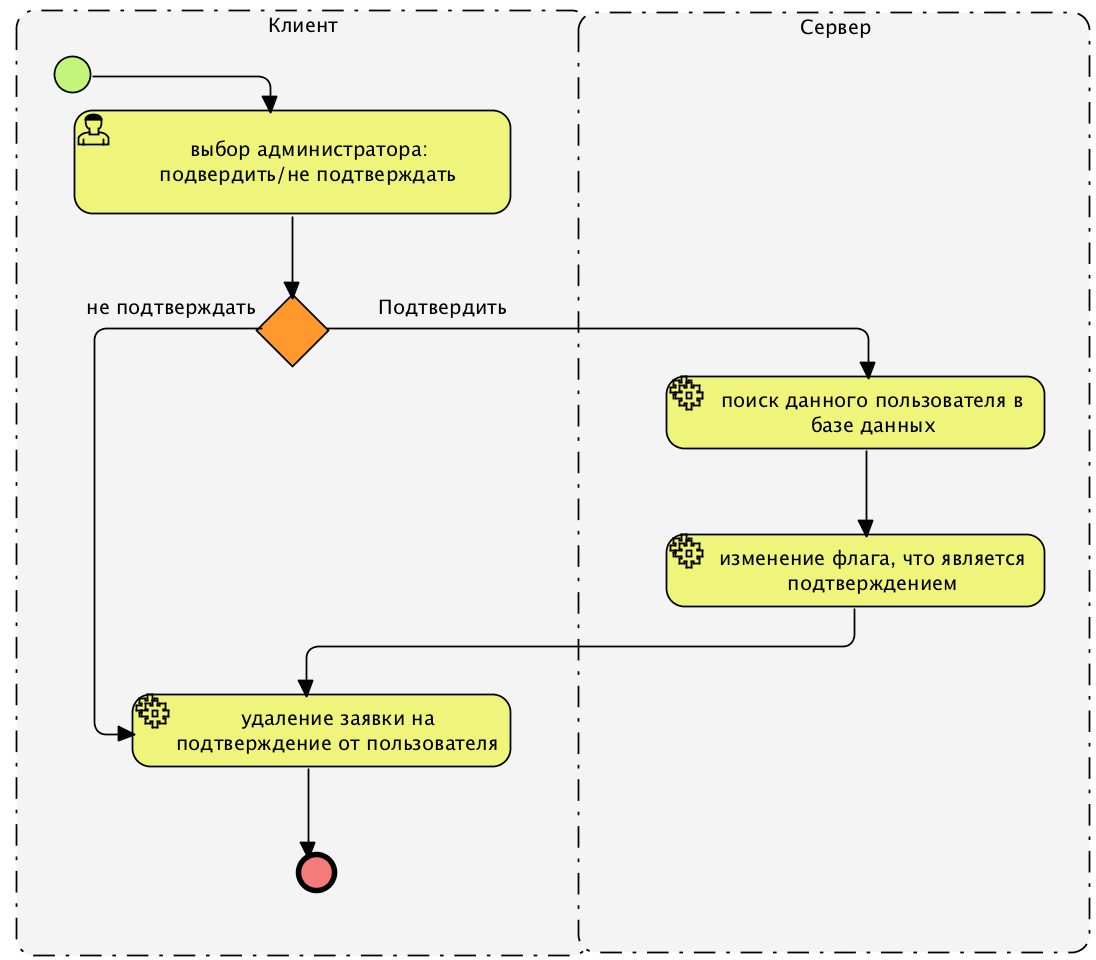 Клиент
Сервер
выбор администратора:
подвердить/не подтверждать
не подтверждать
Подтвердить
поиск данного пользователя в
базе данных
изменение флага, что является
подтверждением
удаление заявки на
подтверждение от пользователя